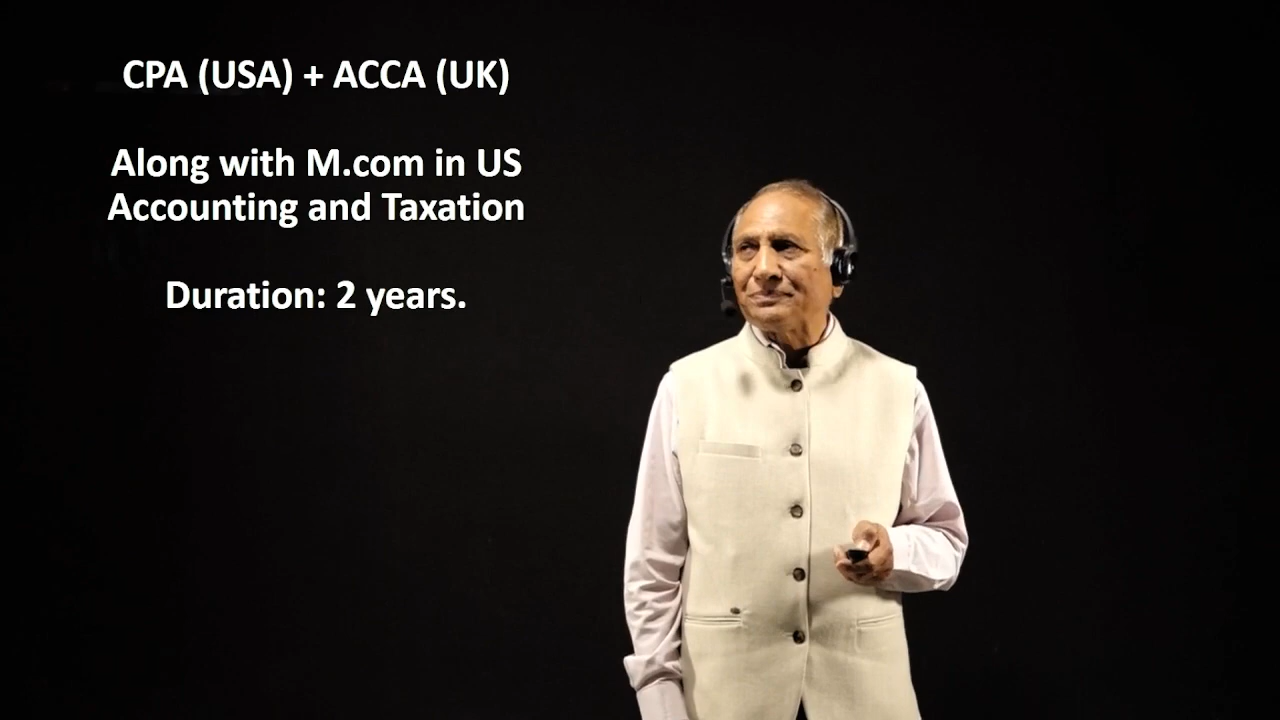 CPA (USA) + ACCA (UK)
Along with M.com in US
Accounting and Taxation
Duration: 2 years.